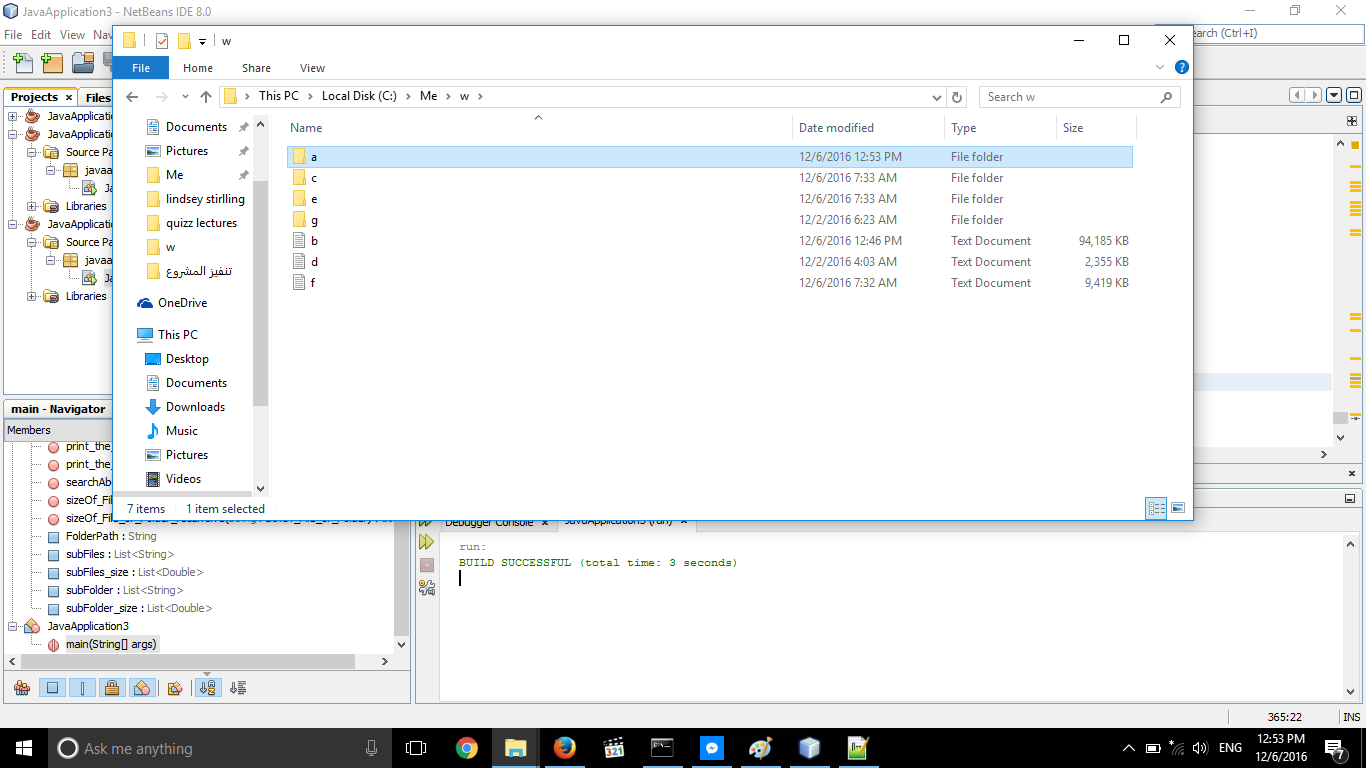 JavaApplication3 - NetBeans IDE 8.0
File Edit View
earch (Ctrl+I)
w
File Home Share View
This PC Local Disk (C:) Me w
Search w
Projects Files
Name Date modified Type Size
a 12/6/2016 12:53 PM File folder
c 12/6/2016 7:33 AM File folder
e 12/6/2016 7:33 AM File folder
g 12/2/2016 6:23 AM File folder
b 12/6/2016 12:46 PM Text Document 94,185 KB
d 12/2/2016 4:03 AM Text Document 2,355 KB
f 12/6/2016 7:32 AM Text Document 9,419 KB
Documents
Pictures
Me
lindsey stirlling
quizz lectures
w
تنفيز المشروع
OneDrive
This PC
Desktop
Documents
Downloads
Music
Pictures
Videos
7 items 1 item selected
JavaApplicatio
JavaApplicatio
Source Pa
javaa
Ja
Libraries
JavaApplicatio
Source Pa
javaa
Ja
Libraries
main - Navigator
Members
print_the_
print_the_
searchAb
sizeOf_Fil
FolderPath : String
subFiles : List<String>
subFiles_size : List<Double>
subFolder : List<String>
subFolder_size : List<Double>
JavaApplication3
main(String[] args)
Debugger Console JavaApplication3 (run)
run:
BUILD SUCCESSFUL (total time: 3 seconds)
365:22 INS
Ask me anything
321
ENG
12:53 PM
12/6/2016
7